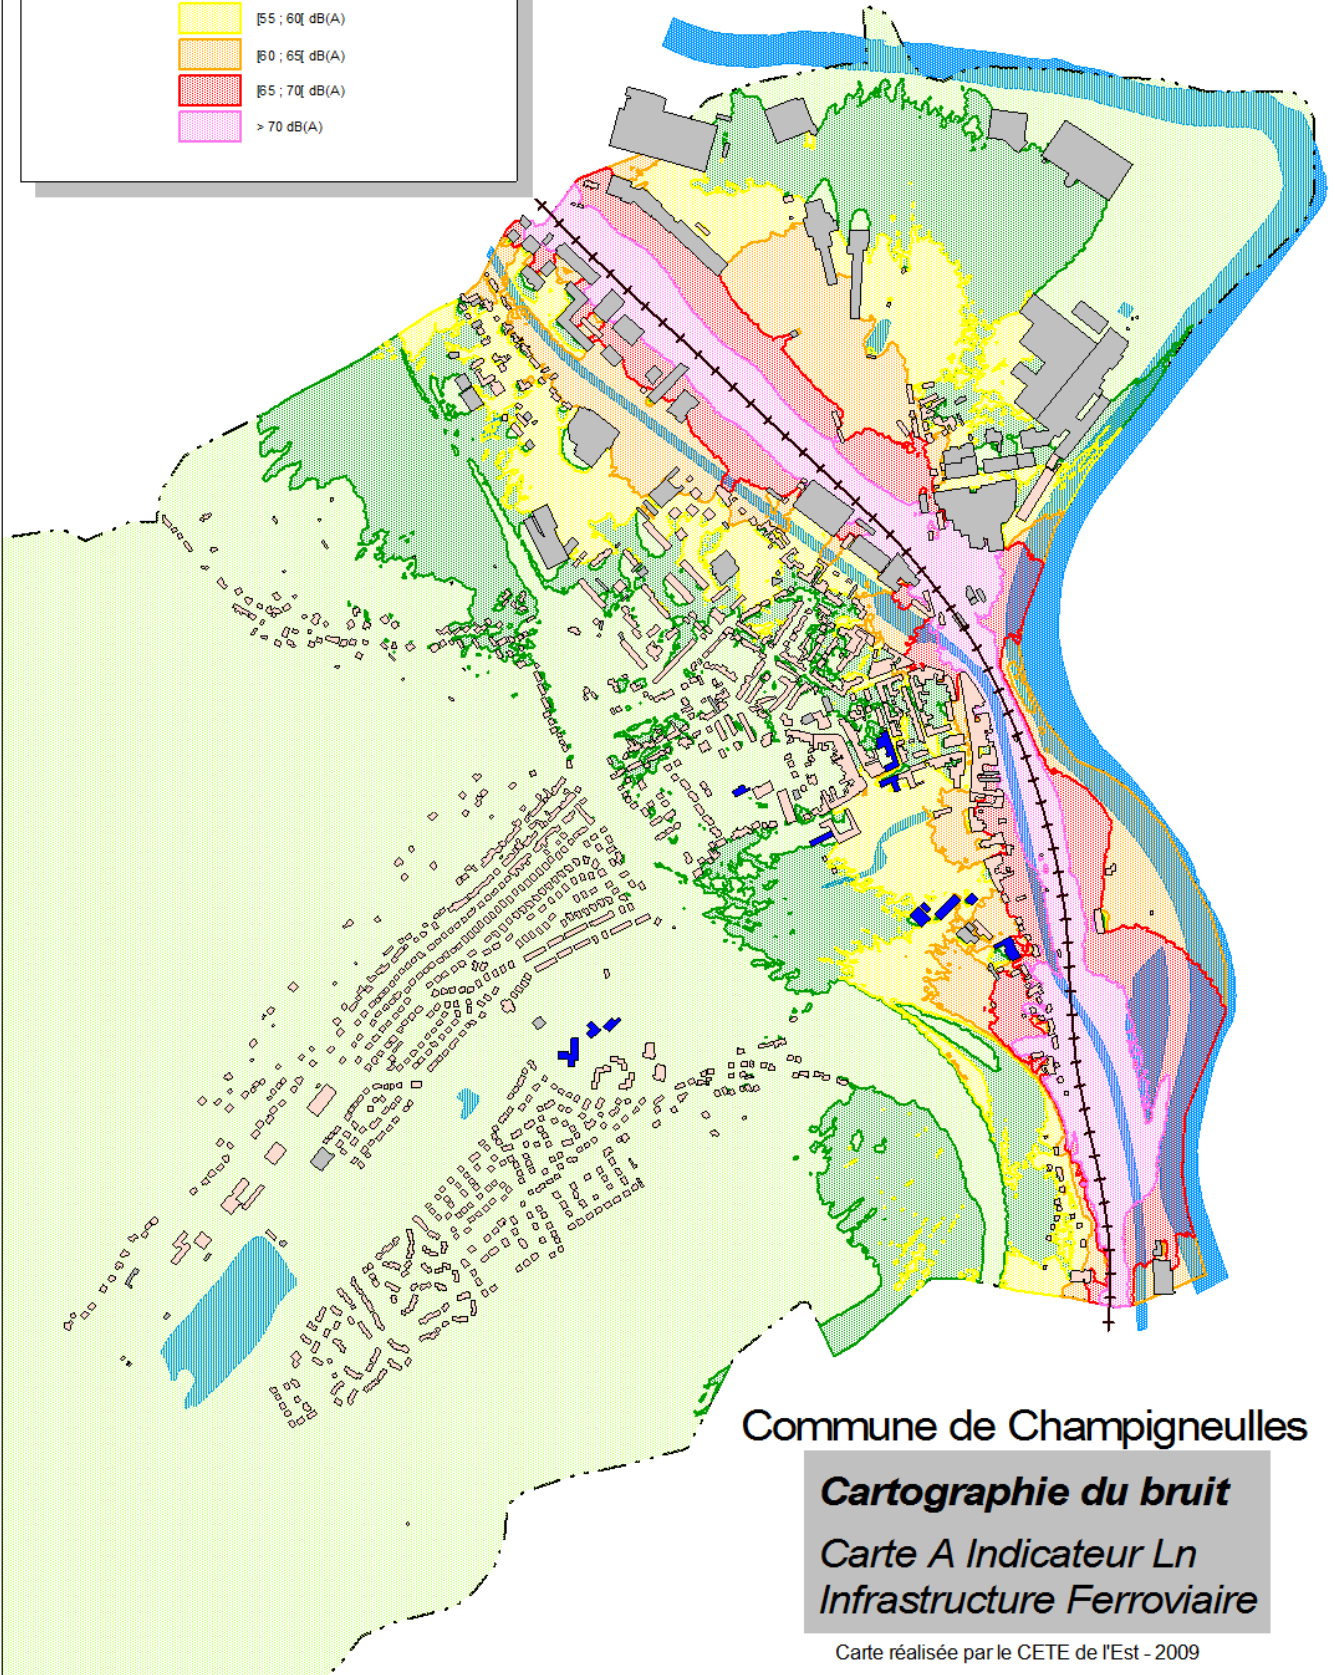 [55 ; 60[ dB(A)
[60 ; 65[ dB(A)
[65 ; 70[ dB(A)
> 70 dB(A)
Commune de Champigneulles
Cartographie du bruit
Carte A Indicateur Ln
Infrastructure Ferroviaire
Carte réalisée par le CETE de l'Est - 2009